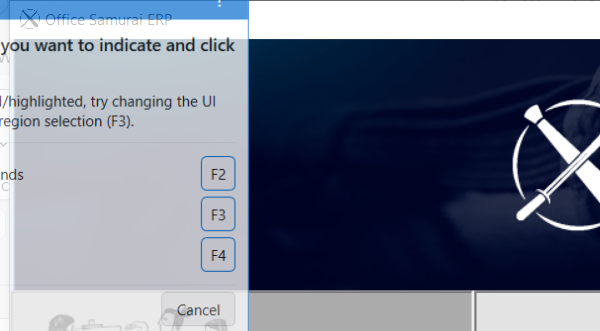 Office Samurai ERP
you want to indicate and click
/highlighted, try changing the UI
region selection (F3).
nds
F2
F3
F4
Cancel